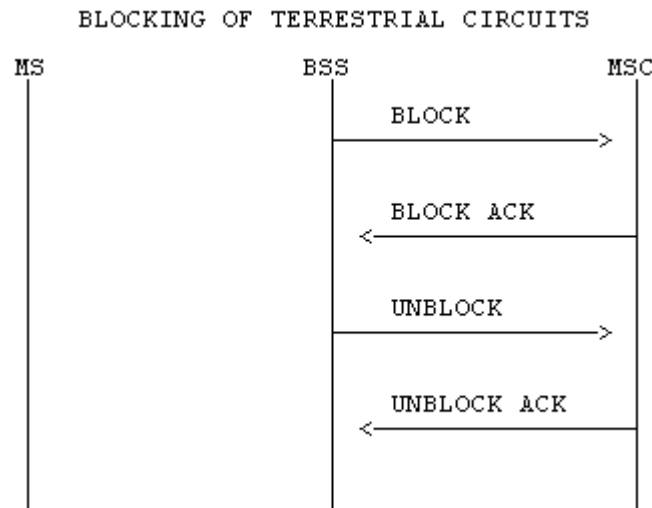 BLOCKING OF TERRESTRIAL CIRCUITS
MS BSS MSC
BLOCK
BLOCK ACK
UNBLOCK
UNBLOCK ACK